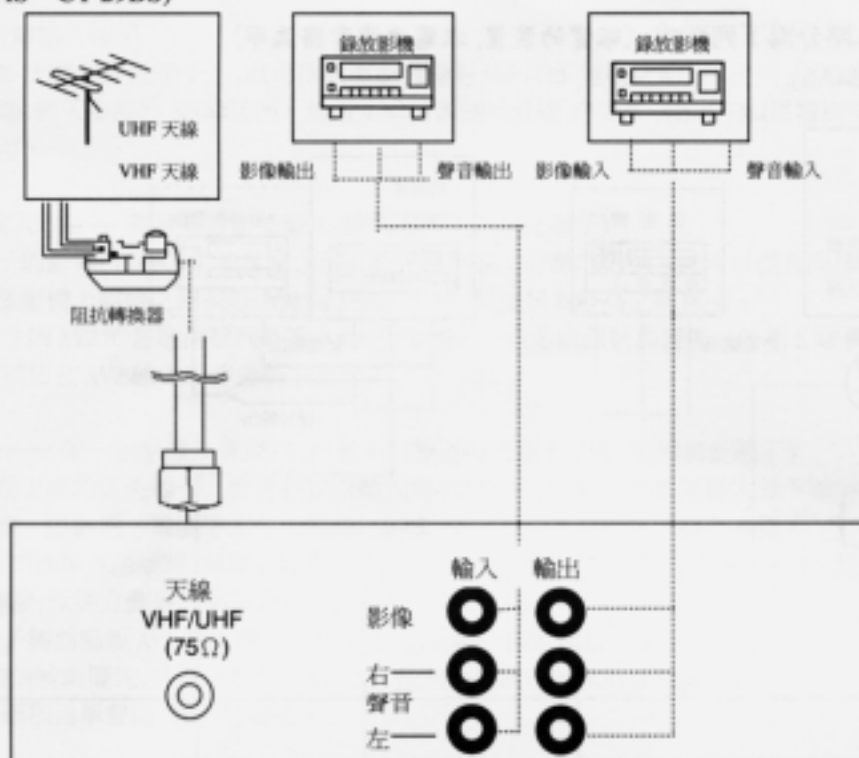 錄放影機
錄放影機
UHF 天線
VHF 天線
影像輸出
聲音輸出
影像輸入
聲音輸入
阻抗轉換器
天線
VHF/UHF
(75Ω)
輸入
輸出
影像
右
聲音
左